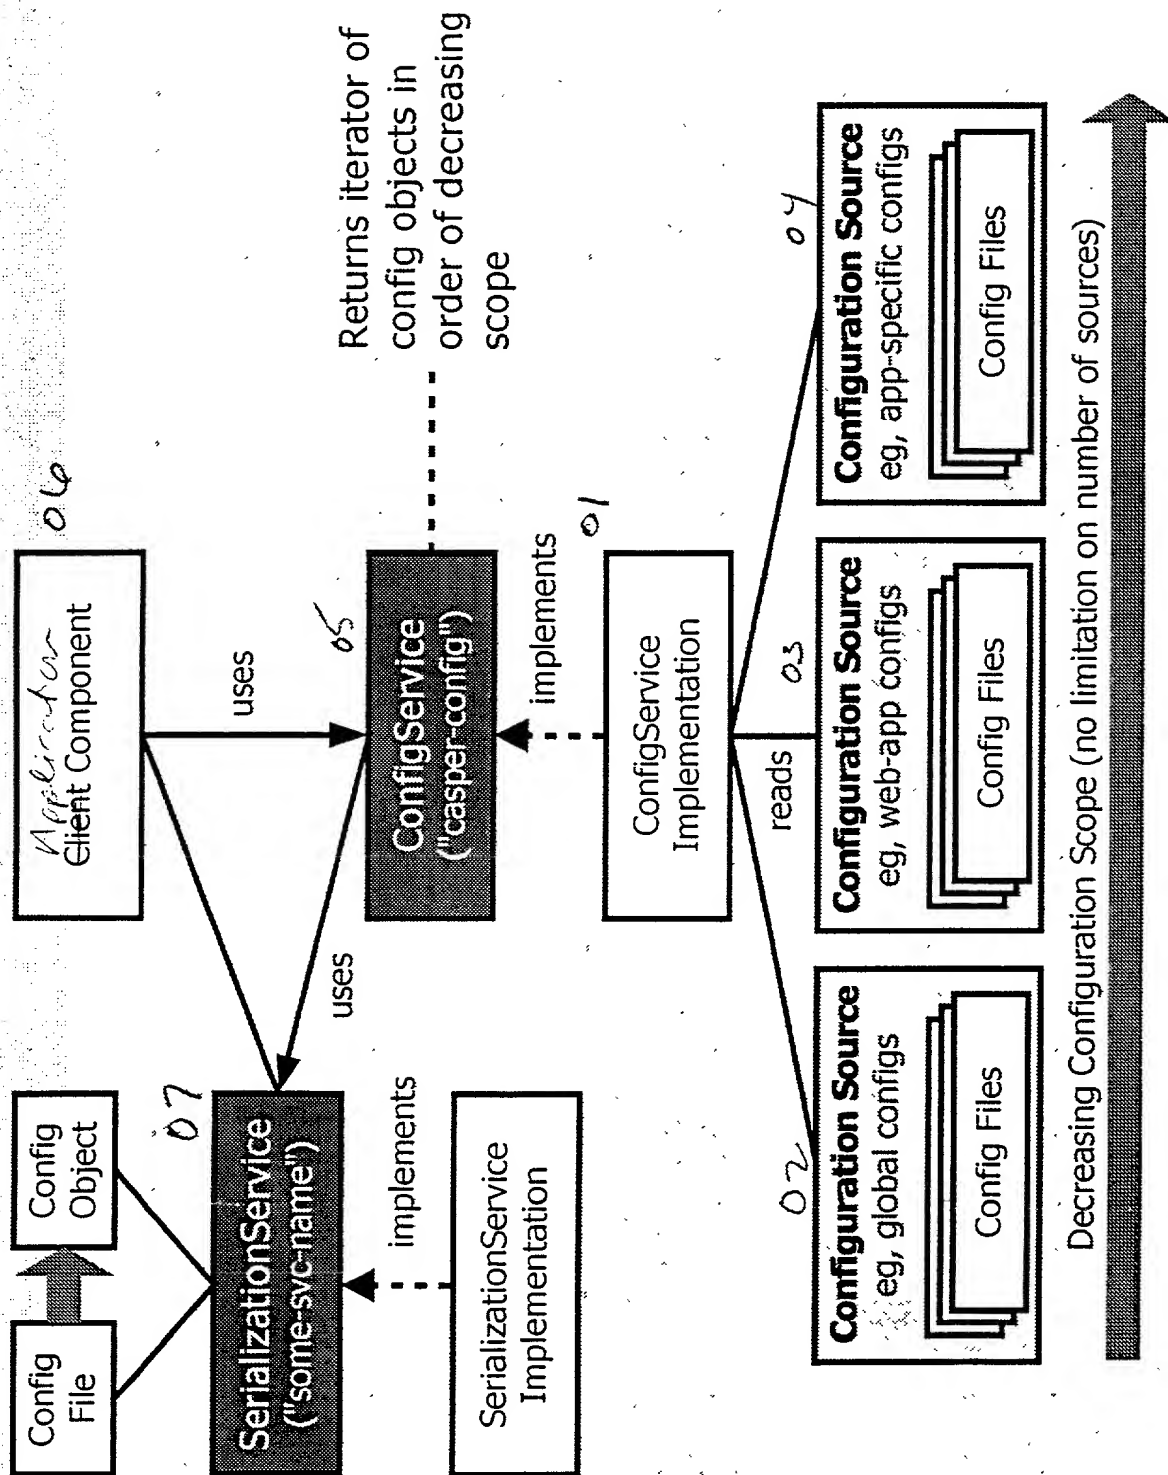 Config
File
Config
Object
07
SerializationService
("some-svc-name")
implements
SerializationService
Implementation
Application
Client Component
06
uses
uses
05
ConfigService
("casper-config")
Returns iterator of
config objects in
order of decreasing
scope
implements
01
ConfigService
Implementation
reads
02
Configuration Source
eg, global configs
Config Files
03
Configuration Source
eg, web-app configs
Config Files
04
Configuration Source
eg, app-specific configs
Config Files
Decreasing Configuration Scope (no limitation on number of sources)